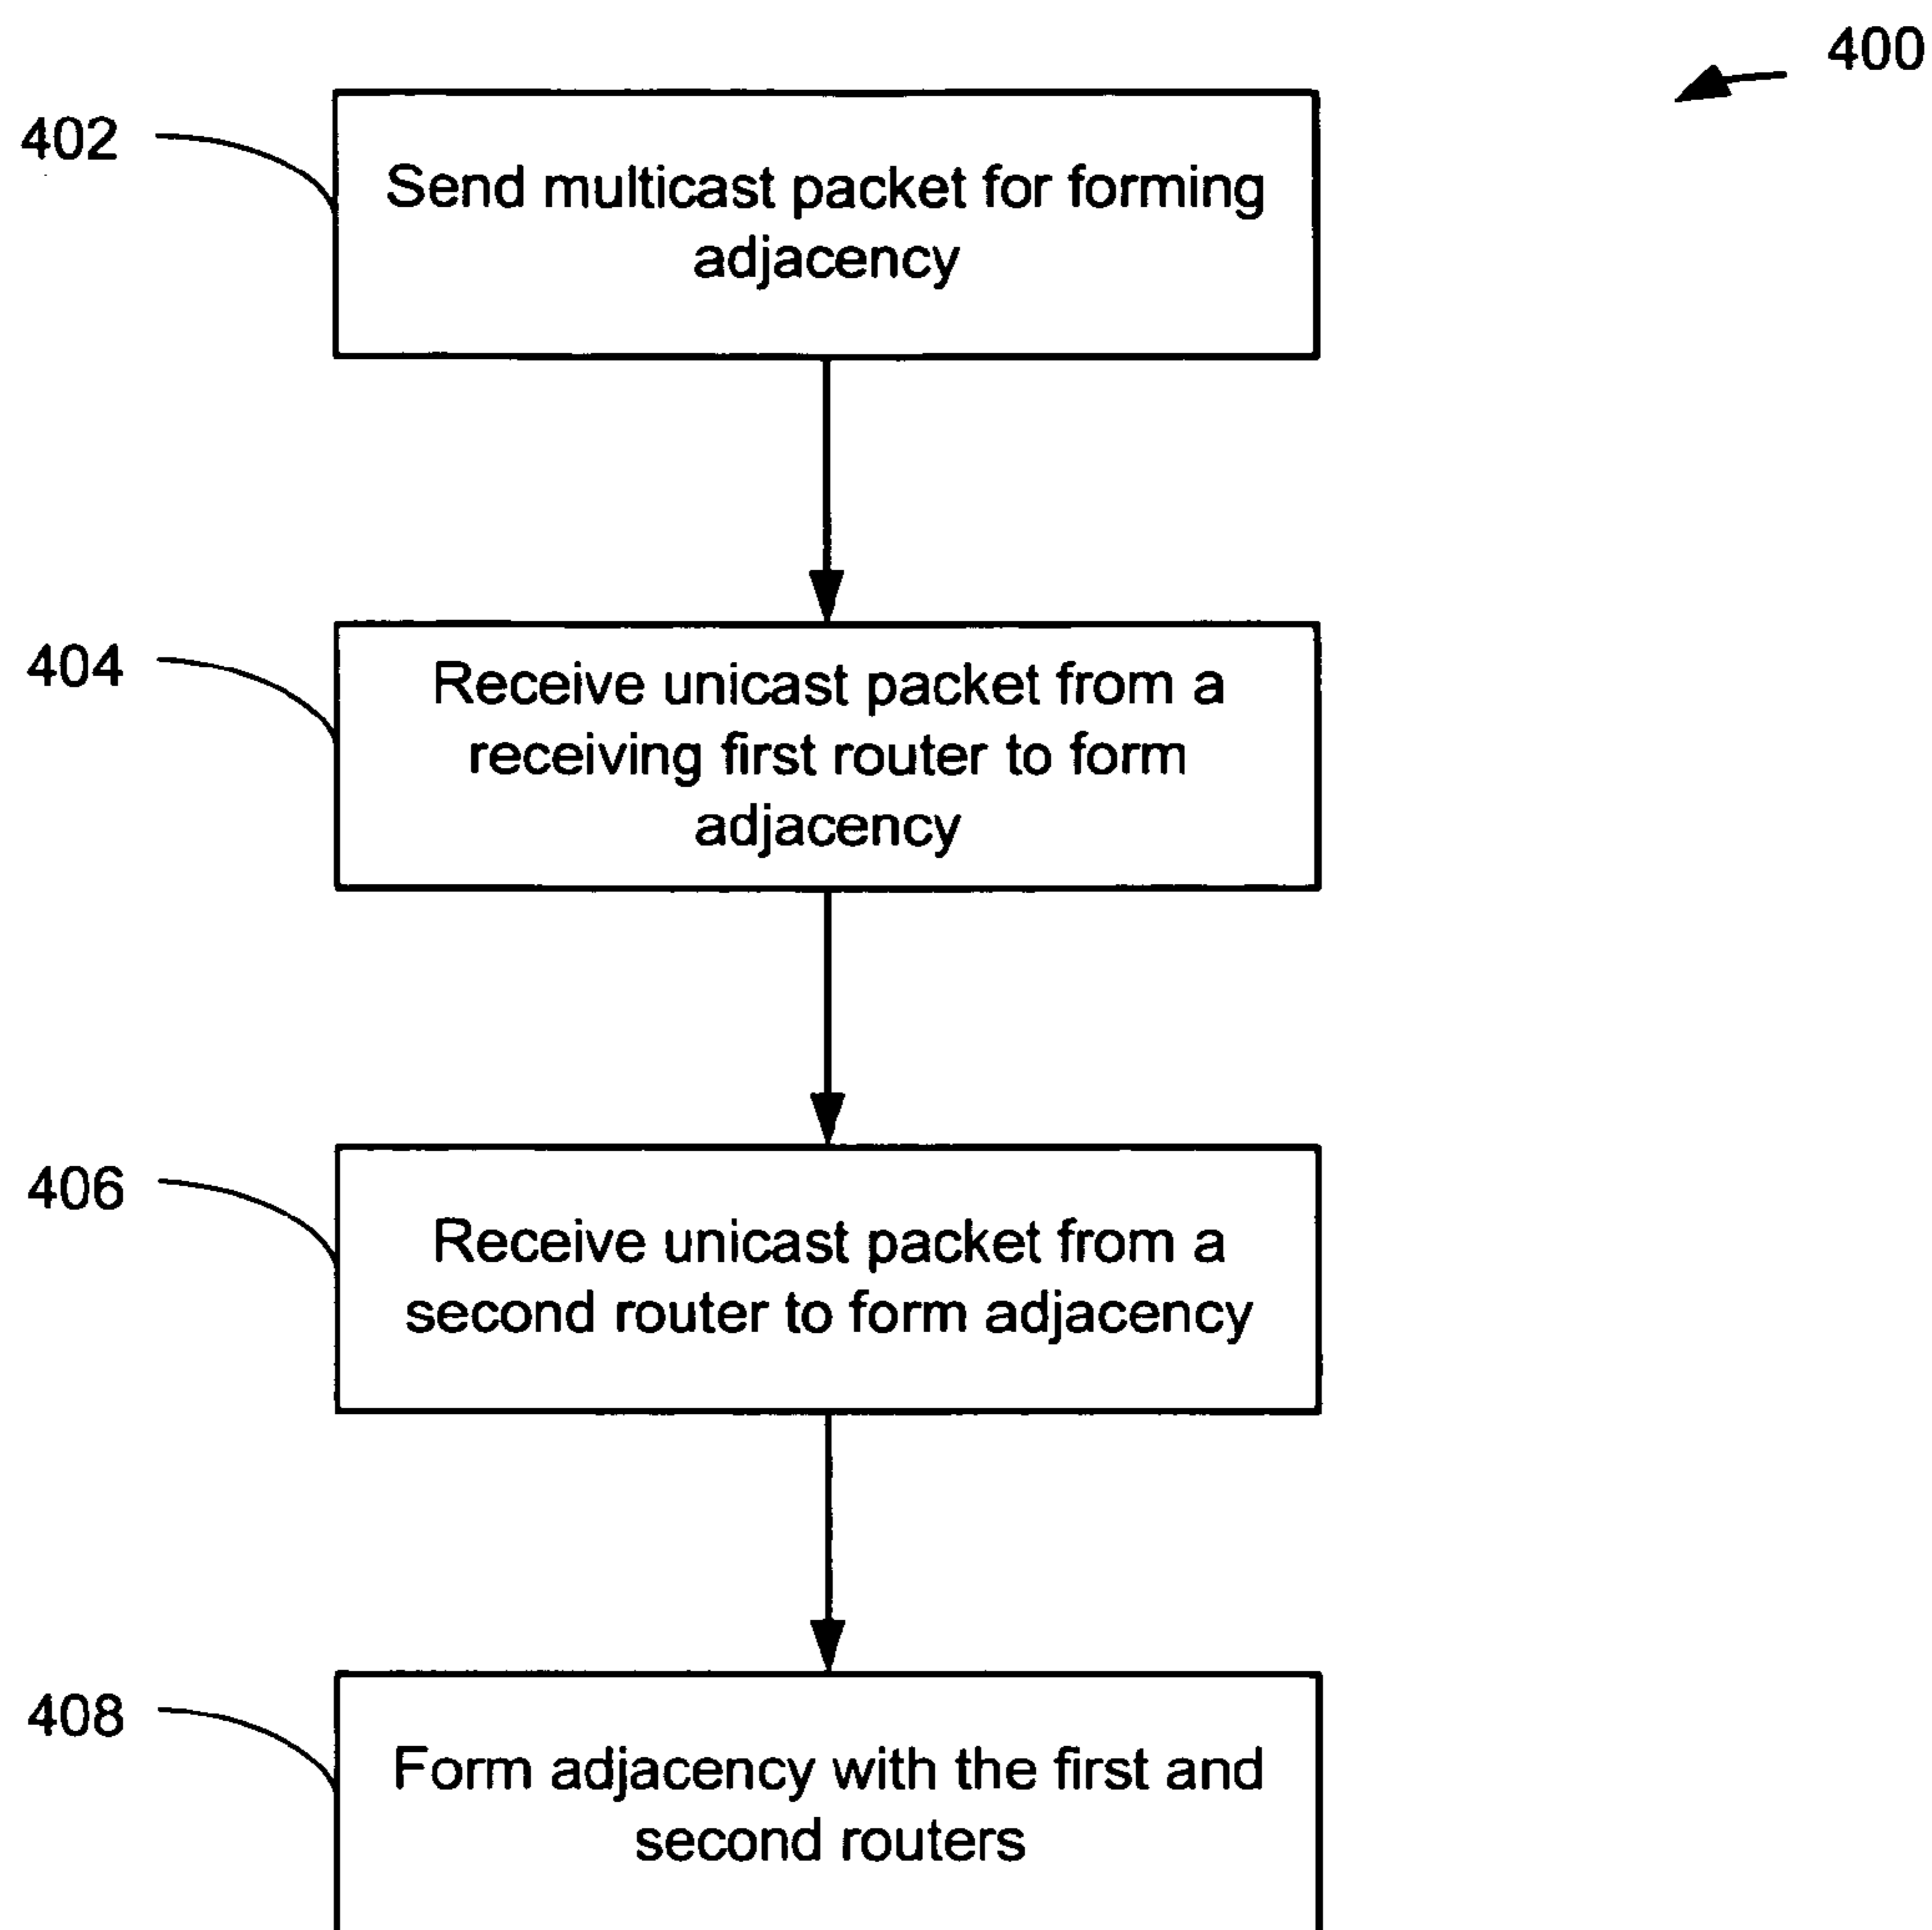 400
402
Send multicast packet for forming
adjacency
404
Receive unicast packet from a
receiving first router to form
adjacency
406
Receive unicast packet from a
second router to form adjacency
408
Form adjacency with the first and
second routers